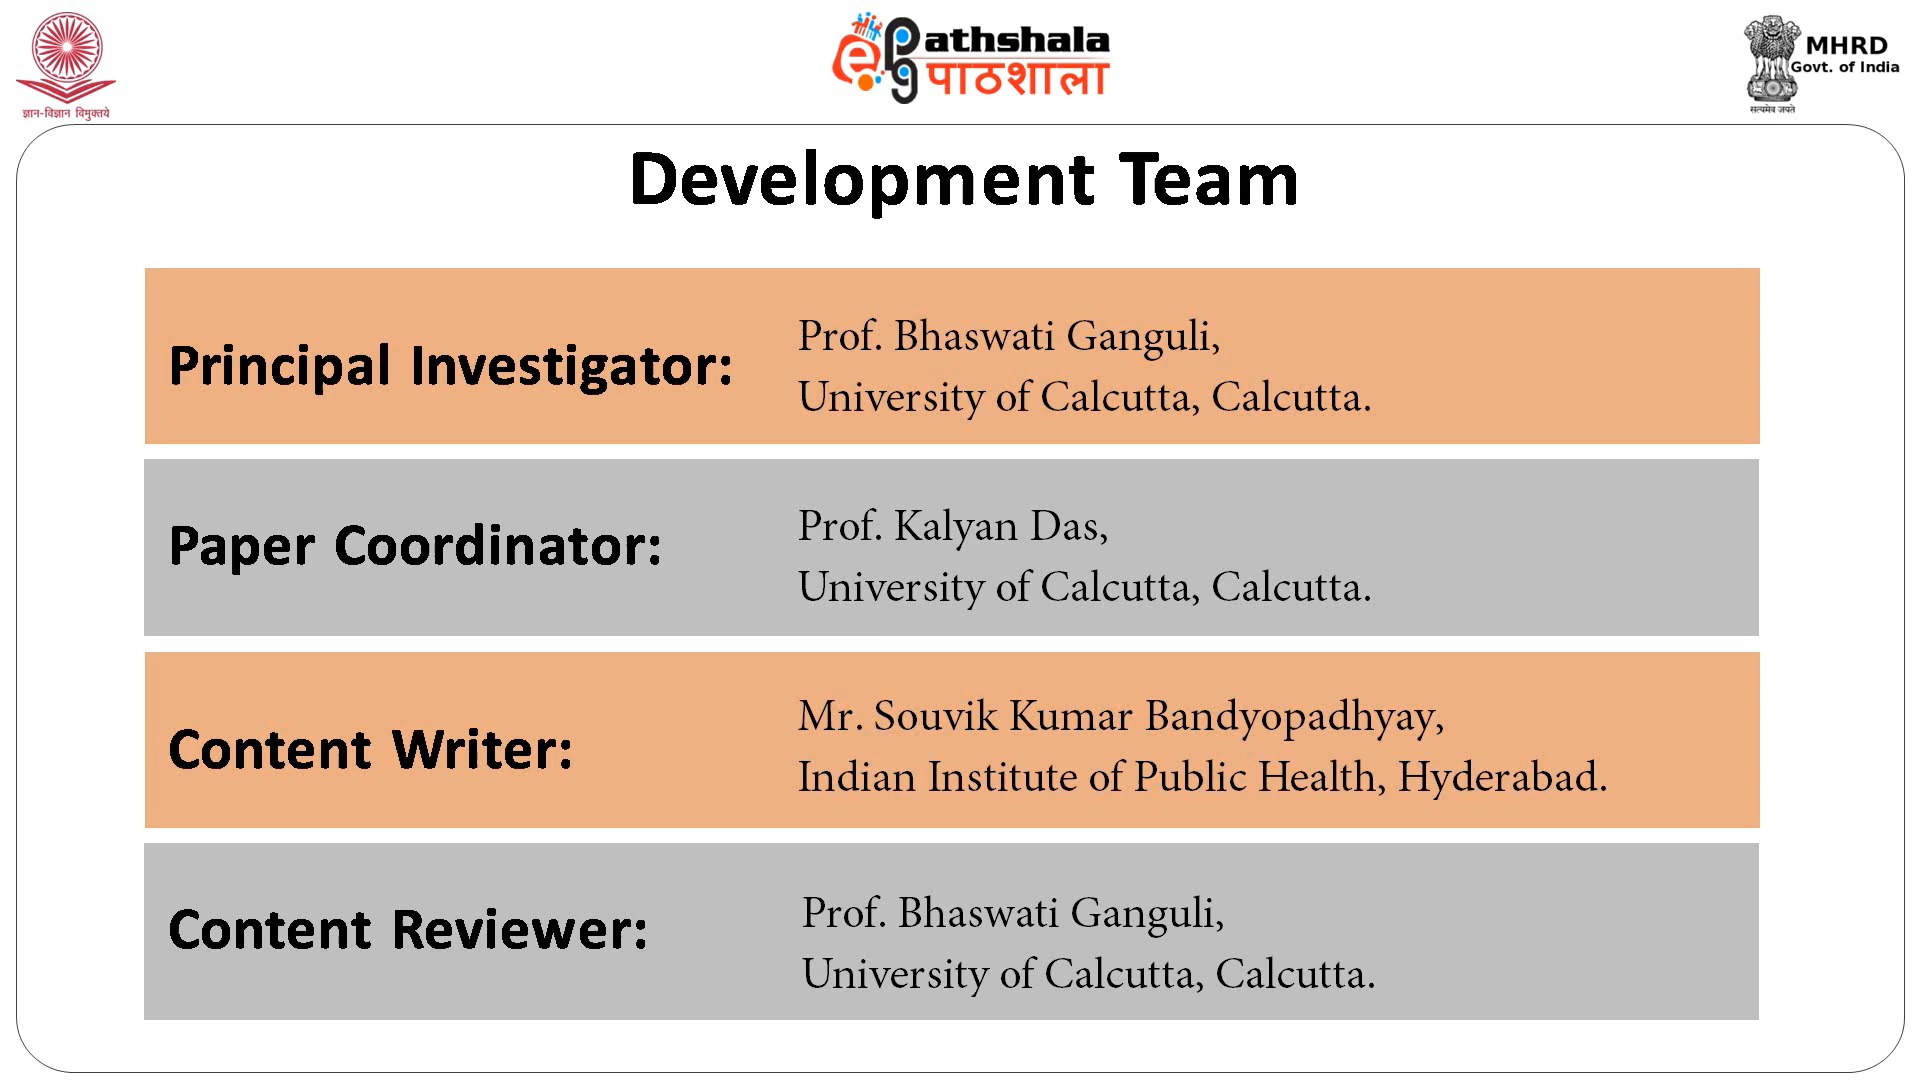 ज्ञान-विज्ञान विमुक्तये
e
PG
Pathshala
पाठशाला
MHRD
Govt. of India
सत्यमेव जयते
Development Team
Principal Investigator:
Prof. Bhaswati Ganguli,
University of Calcutta, Calcutta.
Paper Coordinator:
Prof. Kalyan Das,
University of Calcutta, Calcutta.
Content Writer:
Mr. Souvik Kumar Bandyopadhyay,
Indian Institute of Public Health, Hyderabad.
Content Reviewer:
Prof. Bhaswati Ganguli,
University of Calcutta, Calcutta.